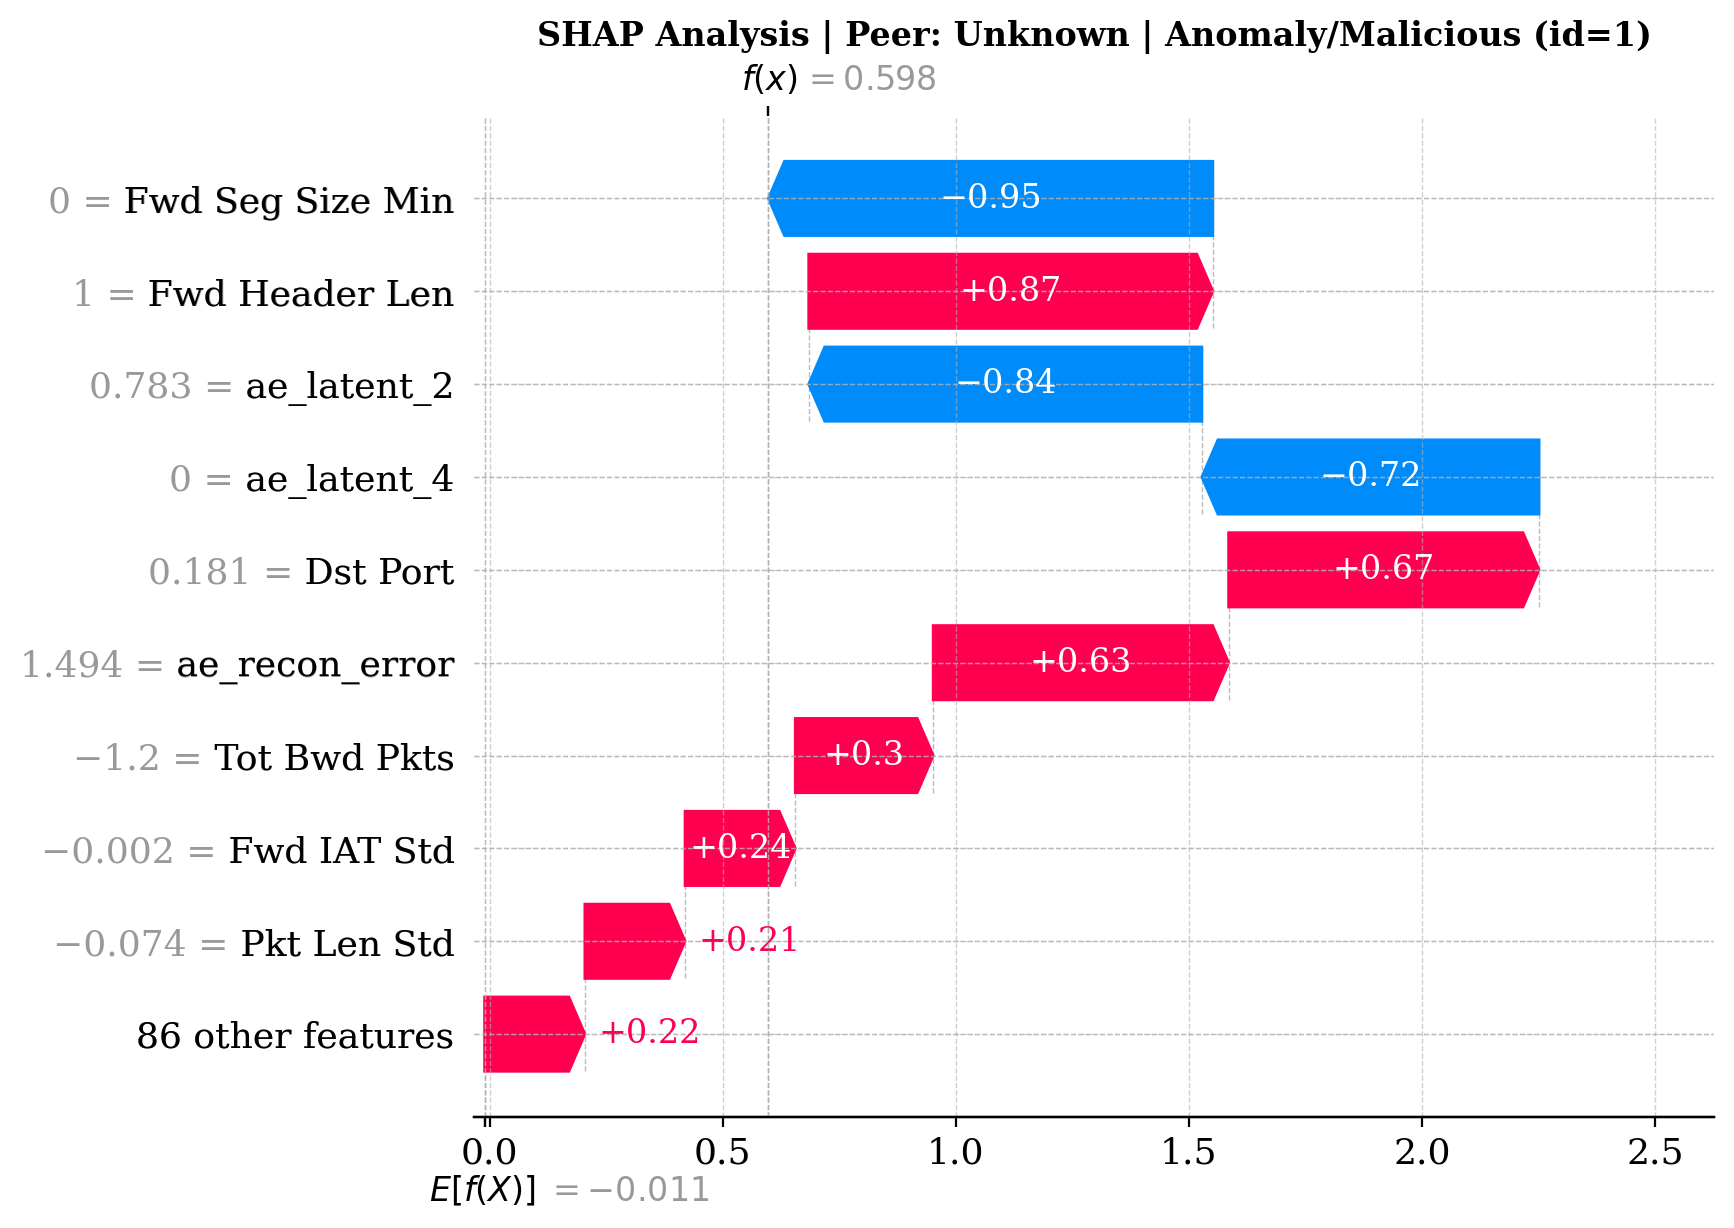 SHAP Analysis | Peer: Unknown | Anomaly/Malicious (id=1)
f(x) = 0.598
0 = Fwd Seg Size Min −0.95
1 = Fwd Header Len +0.87
0.783 = ae_latent_2 −0.84
0 = ae_latent_4 −0.72
0.181 = Dst Port +0.67
1.494 = ae_recon_error +0.63
−1.2 = Tot Bwd Pkts +0.3
−0.002 = Fwd IAT Std +0.24
−0.074 = Pkt Len Std +0.21
86 other features +0.22
0.0 0.5 1.0 1.5 2.0 2.5
E[f(X)] = −0.011